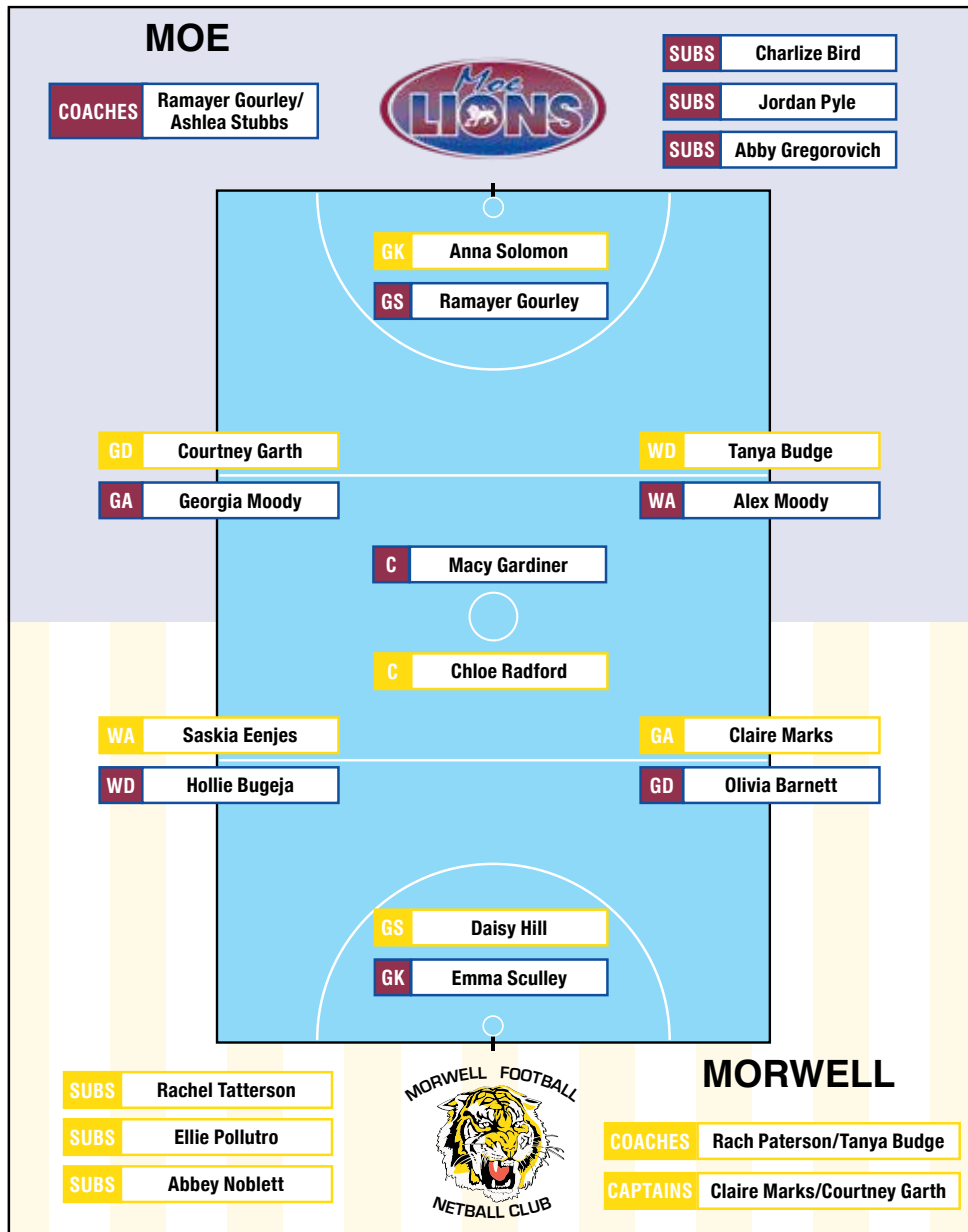 MOE
COACHES
Ramayer Gourley/
Ashlea Stubbs
Moe
LIONS
SUBS Charlize Bird
SUBS Jordan Pyle
SUBS Abby Gregorovich
GK Anna Solomon
GS Ramayer Gourley
GD Courtney Garth
WD Tanya Budge
GA Georgia Moody
WA Alex Moody
C Macy Gardiner
C Chloe Radford
WA Saskia Eenjes
GA Claire Marks
WD Hollie Bugeja
GD Olivia Barnett
GS Daisy Hill
GK Emma Sculley
SUBS Rachel Tatterson
SUBS Ellie Pollutro
SUBS Abbey Noblett
MORWELL FOOTBALL
NETBALL CLUB
MORWELL
COACHES Rach Paterson/Tanya Budge
CAPTAINS Claire Marks/Courtney Garth